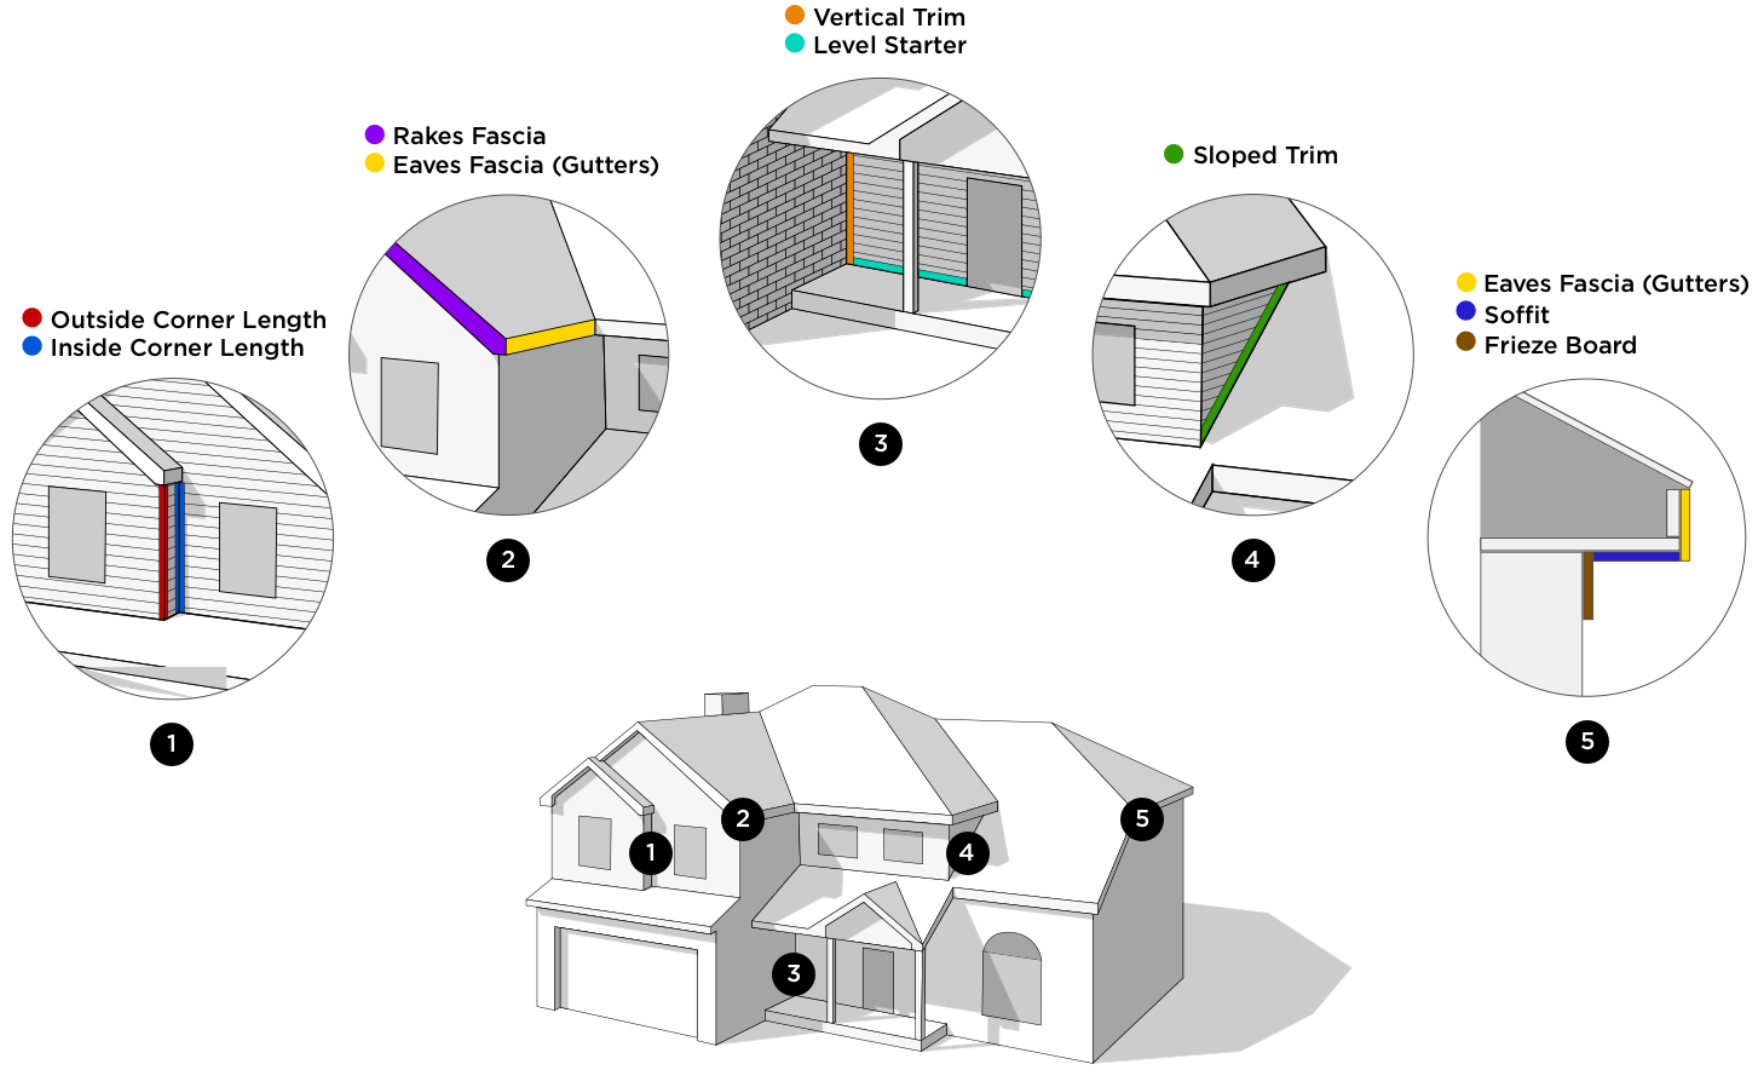 Vertical Trim
Level Starter
Rakes Fascia
Eaves Fascia (Gutters)
Sloped Trim
Eaves Fascia (Gutters)
Soffit
Frieze Board
Outside Corner Length
Inside Corner Length
3
2
4
1
5
2
5
1
4
3